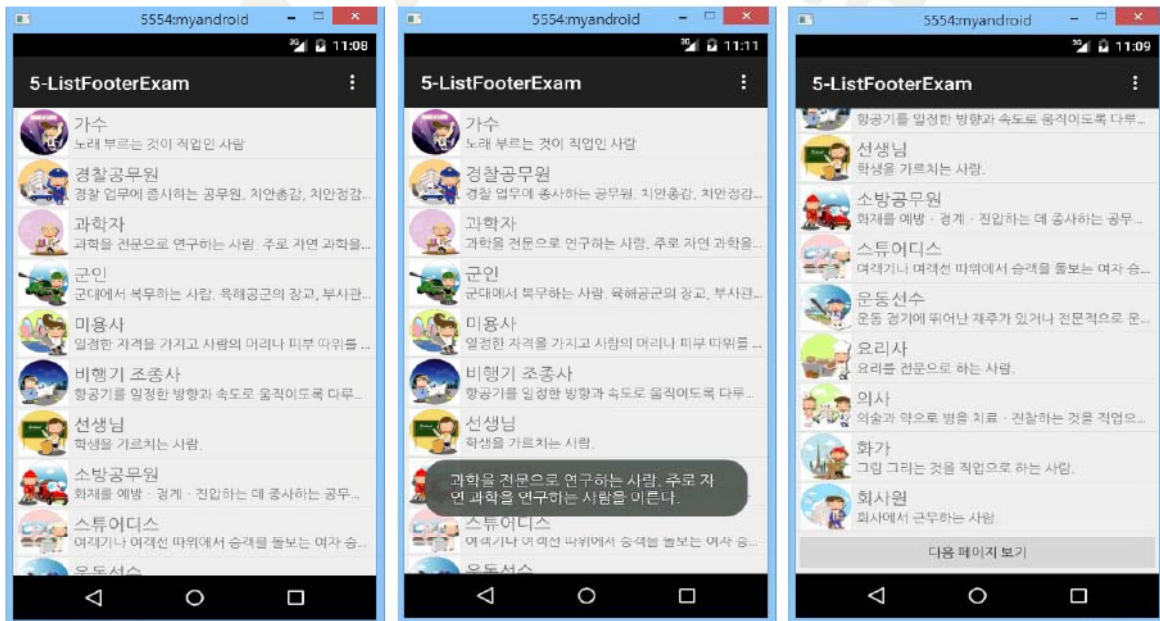 5554:myandroid
3G 11:08
5-ListFooterExam
가수
노래 부르는 것이 직업인 사람
경찰공무원
경찰 업무에 종사하는 공무원. 치안총감, 치안정감...
과학자
과학을 전문으로 연구하는 사람. 주로 자연 과학을...
군인
군대에서 복무하는 사람. 육해공군의 장교, 부사관...
미용사
일정한 자격을 가지고 사람의 머리나 피부 따위를 ...
비행기 조종사
항공기를 일정한 방향과 속도로 움직이도록 다루...
선생님
학생을 가르치는 사람.
소방공무원
화재를 예방 · 경계 · 진압하는 데 종사하는 공무...
스튜어디스
여객기나 여객선 따위에서 승객을 돌보는 여자 승...
운동선수
5554:myandroid
3G 11:11
5-ListFooterExam
가수
노래 부르는 것이 직업인 사람
경찰공무원
경찰 업무에 종사하는 공무원. 치안총감, 치안정감...
과학자
과학을 전문으로 연구하는 사람. 주로 자연 과학을...
군인
군대에서 복무하는 사람. 육해공군의 장교, 부사관...
미용사
일정한 자격을 가지고 사람의 머리나 피부 따위를 ...
비행기 조종사
항공기를 일정한 방향과 속도로 움직이도록 다루...
선생님
학생을 가르치는 사람.
과학을 전문으로 연구하는 사람. 주로 자
연 과학을 연구하는 사람을 이른다.
스튜어디스
여객기나 여객선 따위에서 승객을 돌보는 여자 승...
운동선수
5554:myandroid
3G 11:09
5-ListFooterExam
항공기를 일정한 방향과 속도로 움직이도록 다루...
선생님
학생을 가르치는 사람.
소방공무원
화재를 예방 · 경계 · 진압하는 데 종사하는 공무...
스튜어디스
여객기나 여객선 따위에서 승객을 돌보는 여자 승...
운동선수
운동 경기에 뛰어난 재주가 있거나 전문적으로 운...
요리사
요리를 전문으로 하는 사람.
의사
의술과 약으로 병을 치료 · 진찰하는 것을 직업으...
화가
그림 그리는 것을 직업으로 하는 사람.
회사원
회사에서 근무하는 사람
다음 페이지 보기